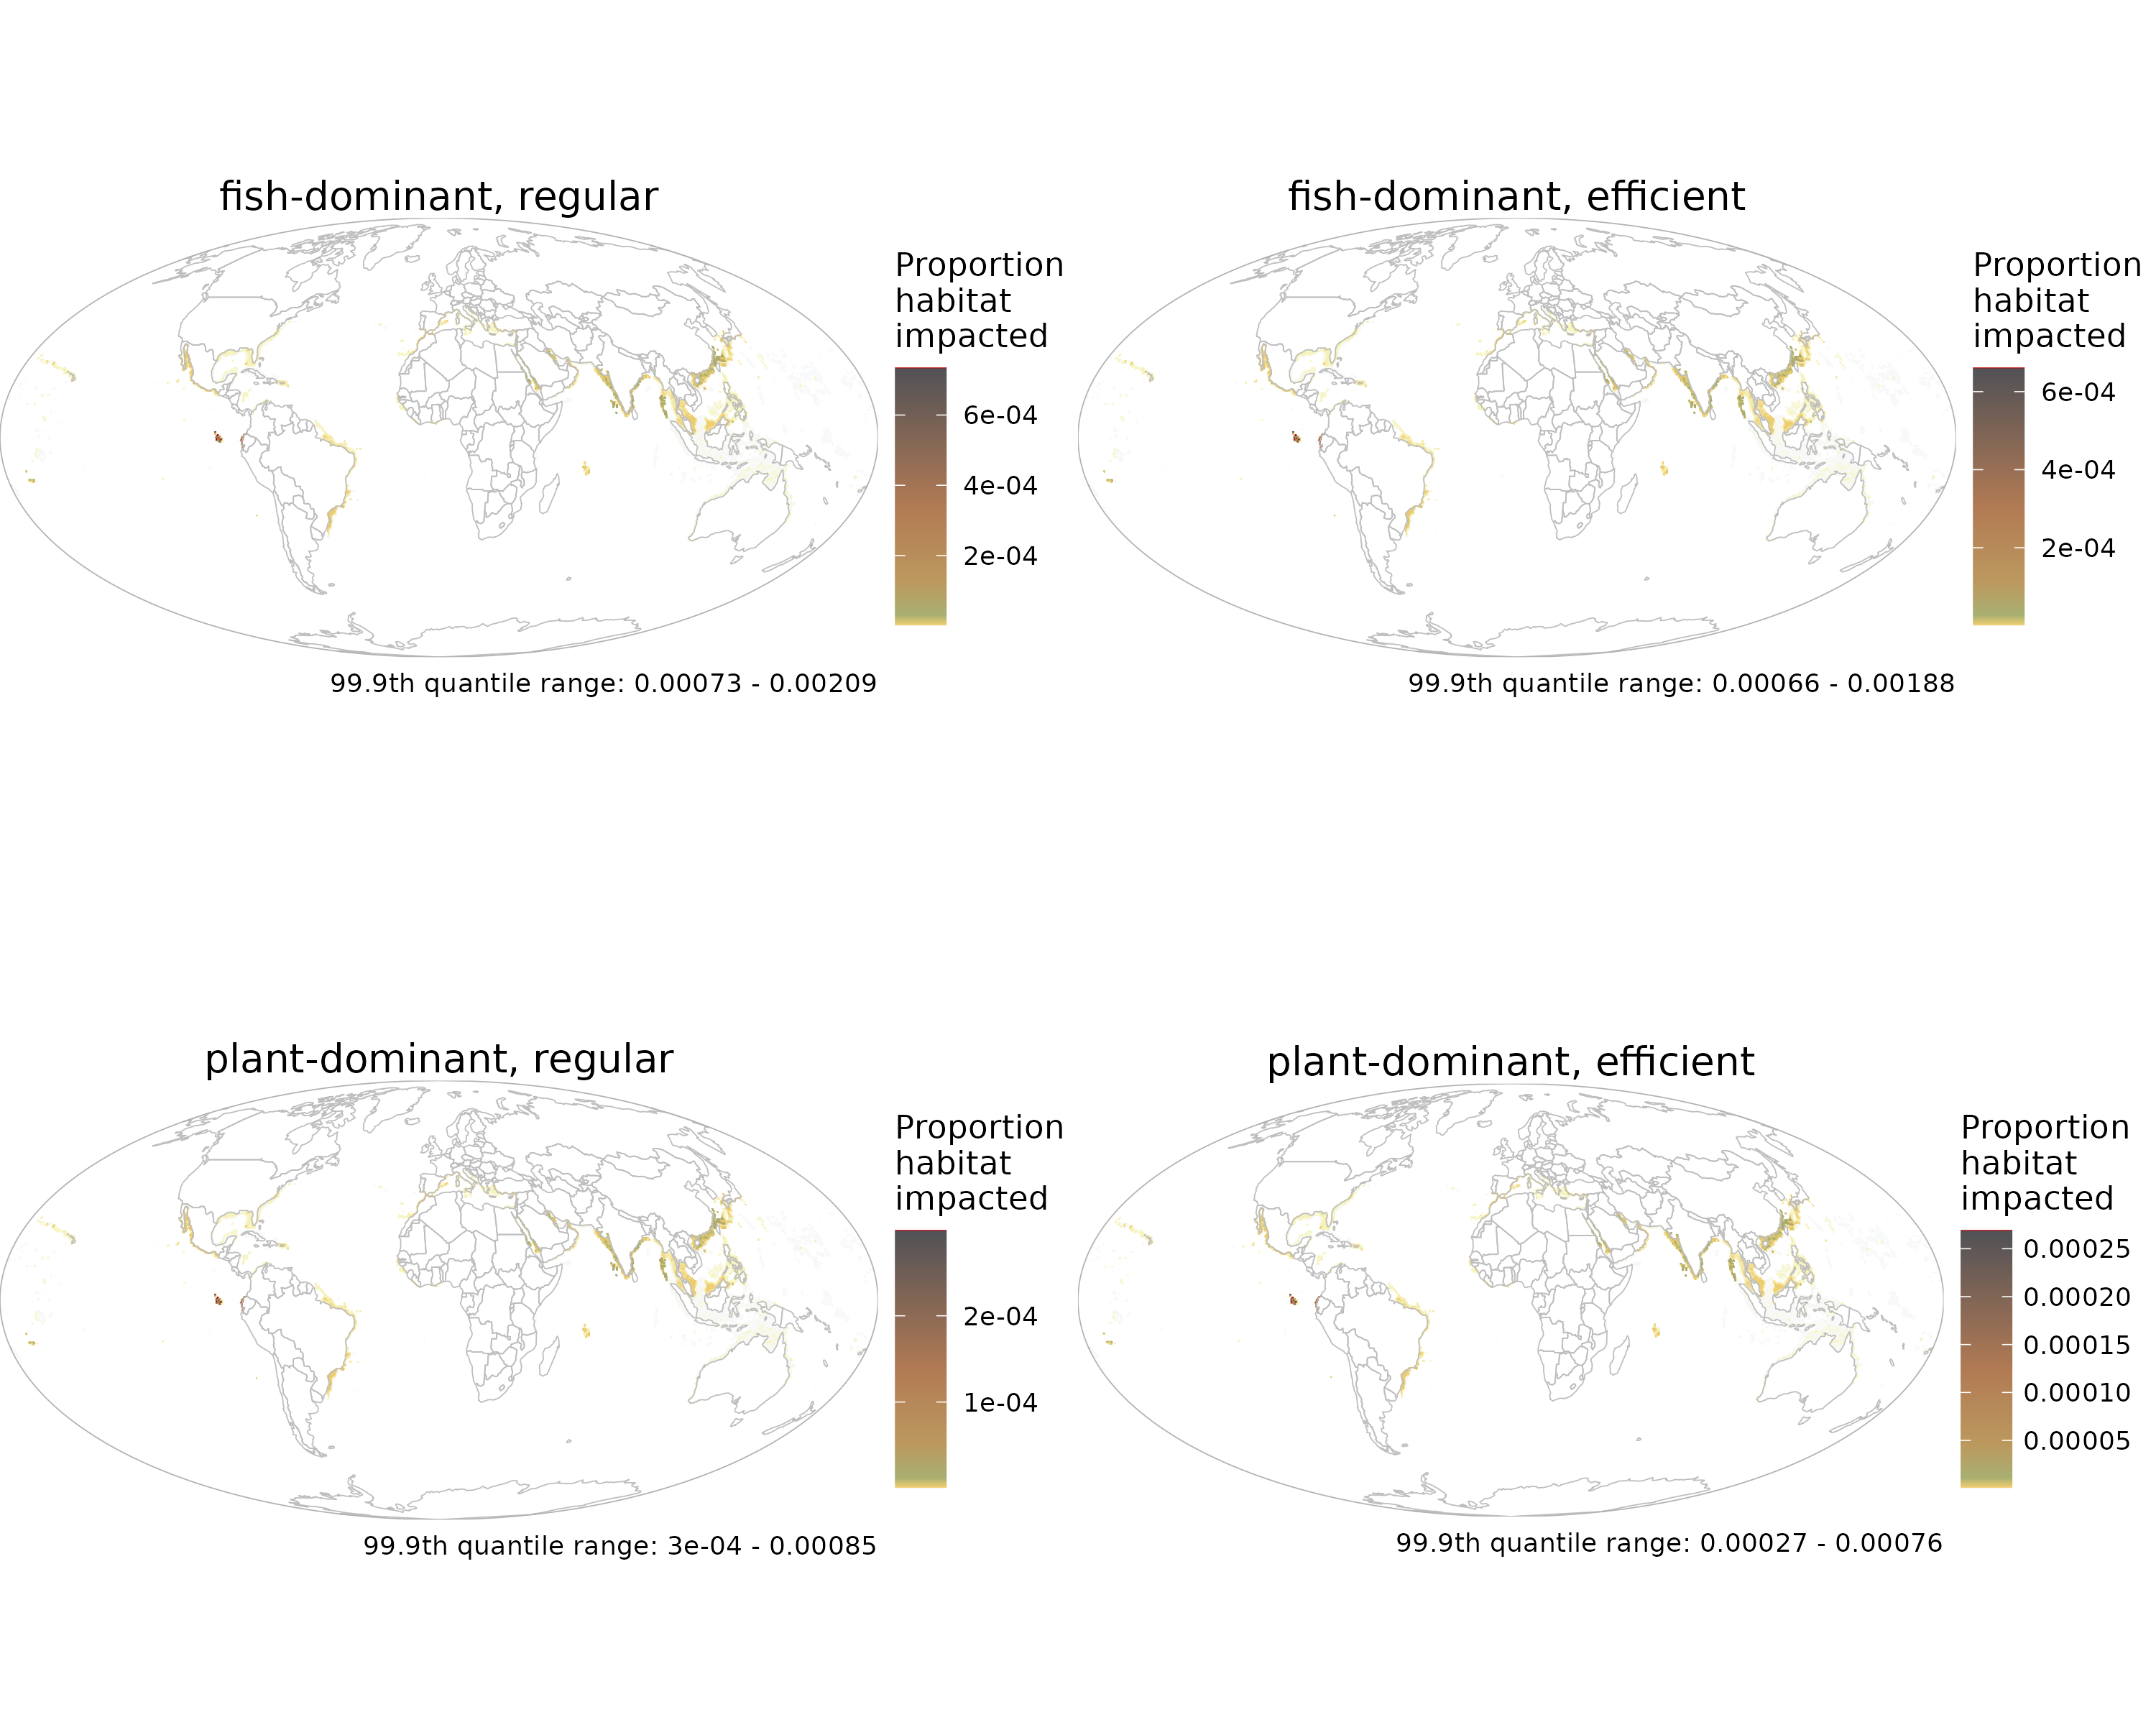 fish-dominant, regular
Proportion
habitat
impacted
6e-04
4e-04
2e-04
99.9th quantile range: 0.00073 - 0.00209
fish-dominant, efficient
Proportion
habitat
impacted
6e-04
4e-04
2e-04
99.9th quantile range: 0.00066 - 0.00188
plant-dominant, regular
Proportion
habitat
impacted
2e-04
1e-04
99.9th quantile range: 3e-04 - 0.00085
plant-dominant, efficient
Proportion
habitat
impacted
0.00025
0.00020
0.00015
0.00010
0.00005
99.9th quantile range: 0.00027 - 0.00076